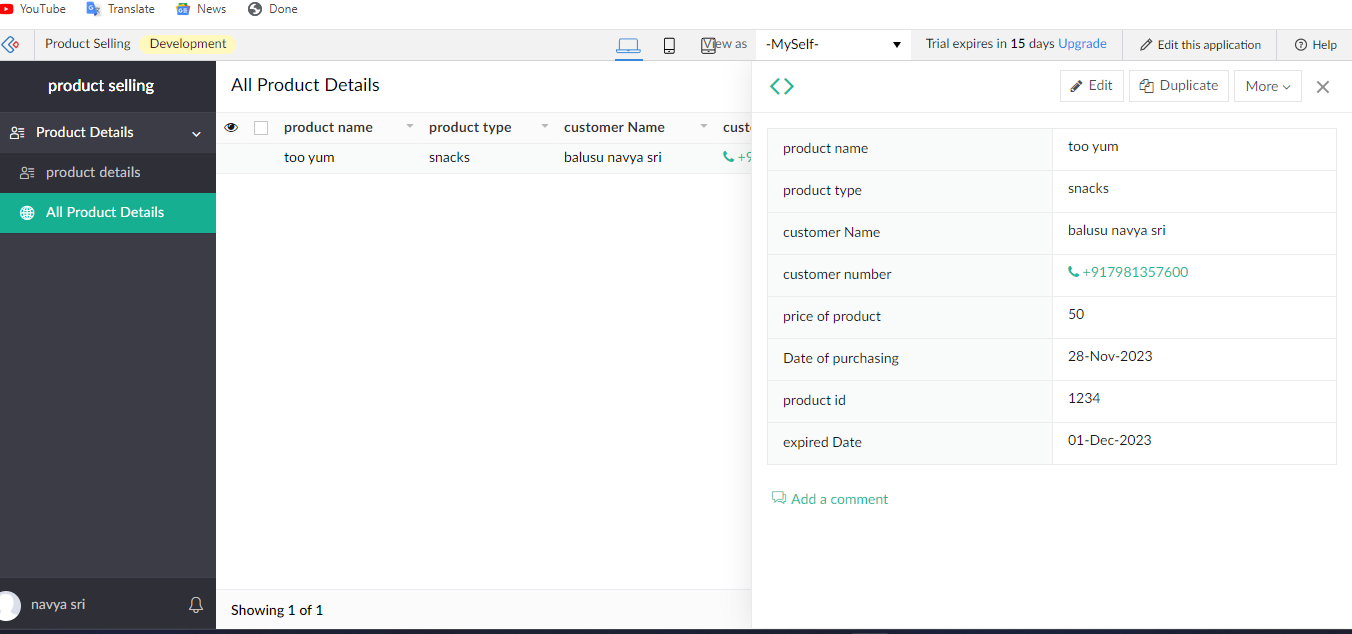 YouTube Translate News Done
Product Selling Development View as -MySelf- Trial expires in 15 days Upgrade Edit this application Help
product selling
Product Details
product details
All Product Details
navya sri
All Product Details
product name product type customer Name cust
too yum snacks balusu navya sri +9
Showing 1 of 1
Edit Duplicate More
product name too yum
product type snacks
customer Name balusu navya sri
customer number +917981357600
price of product 50
Date of purchasing 28-Nov-2023
product id 1234
expired Date 01-Dec-2023
Add a comment